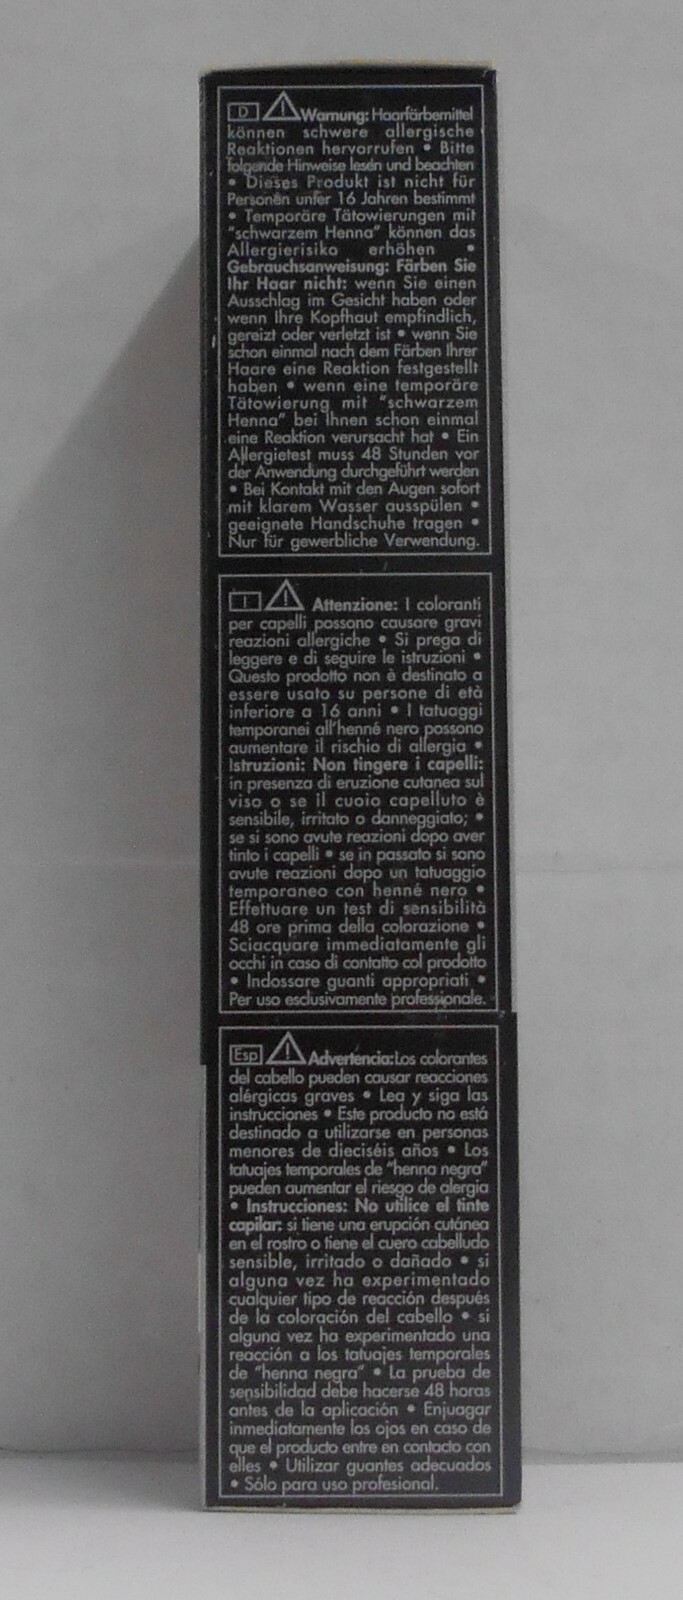 D Warnung: Haarfärbemittel
können schwere allergische
Reaktionen hervorrufen • Bitte
folgende Hinweise lesen und beachten
• Dieses Produkt ist nicht für
Personen unter 16 Jahren bestimmt
• Temporäre Tätowierungen mit
"schwarzem Henna" können das
Allergierisiko erhöhen •
Gebrauchsanweisung: Färben Sie
Ihr Haar nicht: wenn Sie einen
Ausschlag im Gesicht haben oder
wenn Ihre Kopfhaut empfindlich,
gereizt oder verletzt ist • wenn Sie
schon einmal nach dem Färben Ihrer
Haare eine Reaktion festgestellt
haben • wenn eine temporäre
Tätowierung mit "schwarzem
Henna" bei Ihnen schon einmal
eine Reaktion verursacht hat • Ein
Allergietest muss 48 Stunden vor
der Anwendung durchgeführt werden
• Bei Kontakt mit den Augen sofort
mit klarem Wasser ausspülen •
geeignete Handschuhe tragen •
Nur für gewerbliche Verwendung.
I Attenzione: I coloranti
per capelli possono causare gravi
reazioni allergiche • Si prega di
leggere e di seguire le istruzioni •
Questo prodotto non è destinato a
essere usato su persone di età
inferiore a 16 anni • I tatuaggi
temporanei all'henné nero possono
aumentare il rischio di allergia •
Istruzioni: Non tingere i capelli:
in presenza di eruzione cutanea sul
viso o se il cuoio capelluto è
sensibile, irritato o danneggiato; •
se si sono avute reazioni dopo aver
tinto i capelli • se in passato si sono
avute reazioni dopo un tatuaggio
temporaneo con henné nero •
Effettuare un test di sensibilità
48 ore prima della colorazione •
Sciacquare immediatamente gli
occhi in caso di contatto col prodotto
• Indossare guanti appropriati •
Per uso esclusivamente professionale.
Esp Advertencia: Los colorantes
del cabello pueden causar reacciones
alérgicas graves • Lea y siga las
instrucciones • Este producto no está
destinado a utilizarse en personas
menores de dieciséis años • Los
tatuajes temporales de "henna negra"
pueden aumentar el riesgo de alergia
• Instrucciones: No utilice el tinte
capilar: si tiene una erupción cutánea
en el rostro o tiene el cuero cabelludo
sensible, irritado o dañado • si
alguna vez ha experimentado
cualquier tipo de reacción después
de la coloración del cabello • si
alguna vez ha experimentado una
reacción a los tatuajes temporales
de "henna negra" • La prueba de
sensibilidad debe hacerse 48 horas
antes de la aplicación • Enjuagar
inmediatamente los ojos en caso de
que el producto entre en contacto con
elles • Utilizar guantes adecuados
• Sólo para uso profesional.